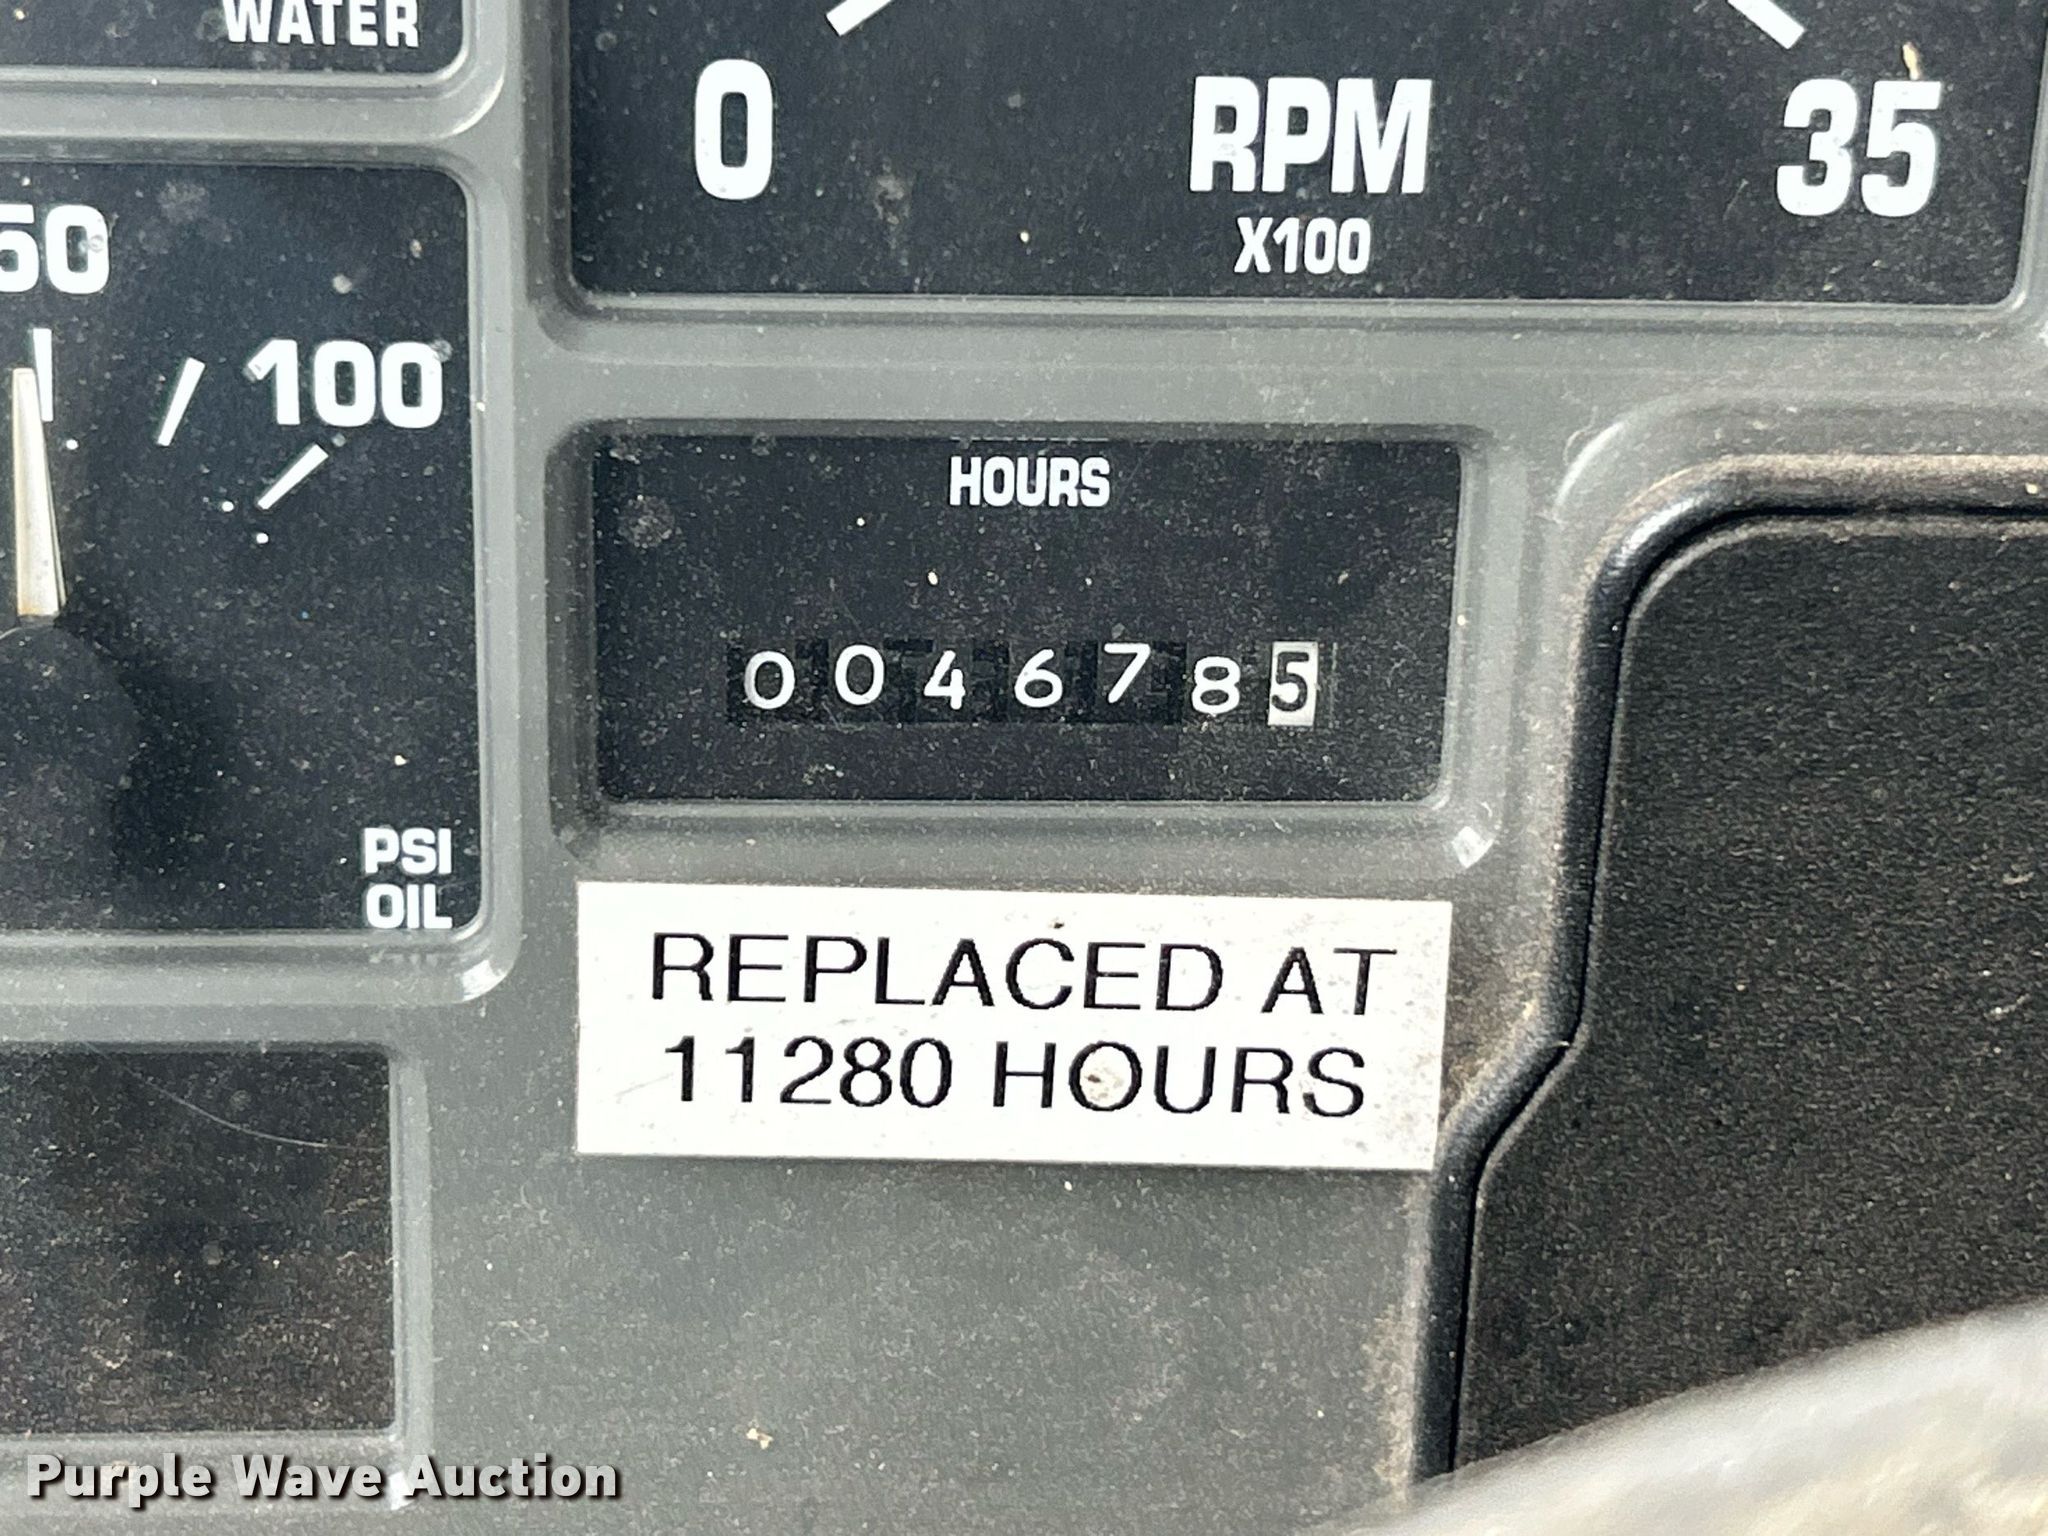 WATER
0
RPM
X100
35
50
100
PSI
OIL
HOURS
0046785
REPLACED AT
11280 HOURS
Purple Wave Auction